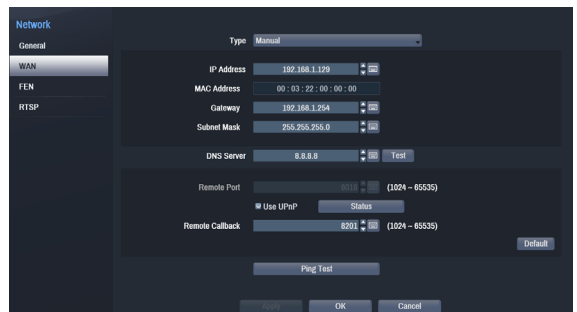 Network
General
WAN
FEN
RTSP
Type Manual
IP Address 192.168.1.129
MAC Address 00 : 03 : 22 : 00 : 00 : 00
Gateway 192.168.1.254
Subnet Mask 255.255.255.0
DNS Server 8.8.8.8 Test
Remote Port 8016 (1024 ~ 65535)
Use UPnP Status
Remote Callback 8201 (1024 ~ 65535)
Default
Ping Test
Apply OK Cancel